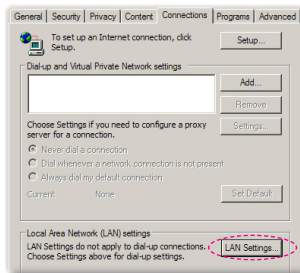 General Security Privacy Content Connections Programs Advanced
To set up an Internet connection, click Setup.
Setup...
Dial-up and Virtual Private Network settings
Add...
Remove
Choose Settings if you need to configure a proxy server for a connection.
Settings...
Never dial a connection
Dial whenever a network connection is not present
Always dial my default connection
Current None
Set Default
Local Area Network (LAN) settings
LAN Settings do not apply to dial-up connections. Choose Settings above for dial-up settings.
LAN Settings...